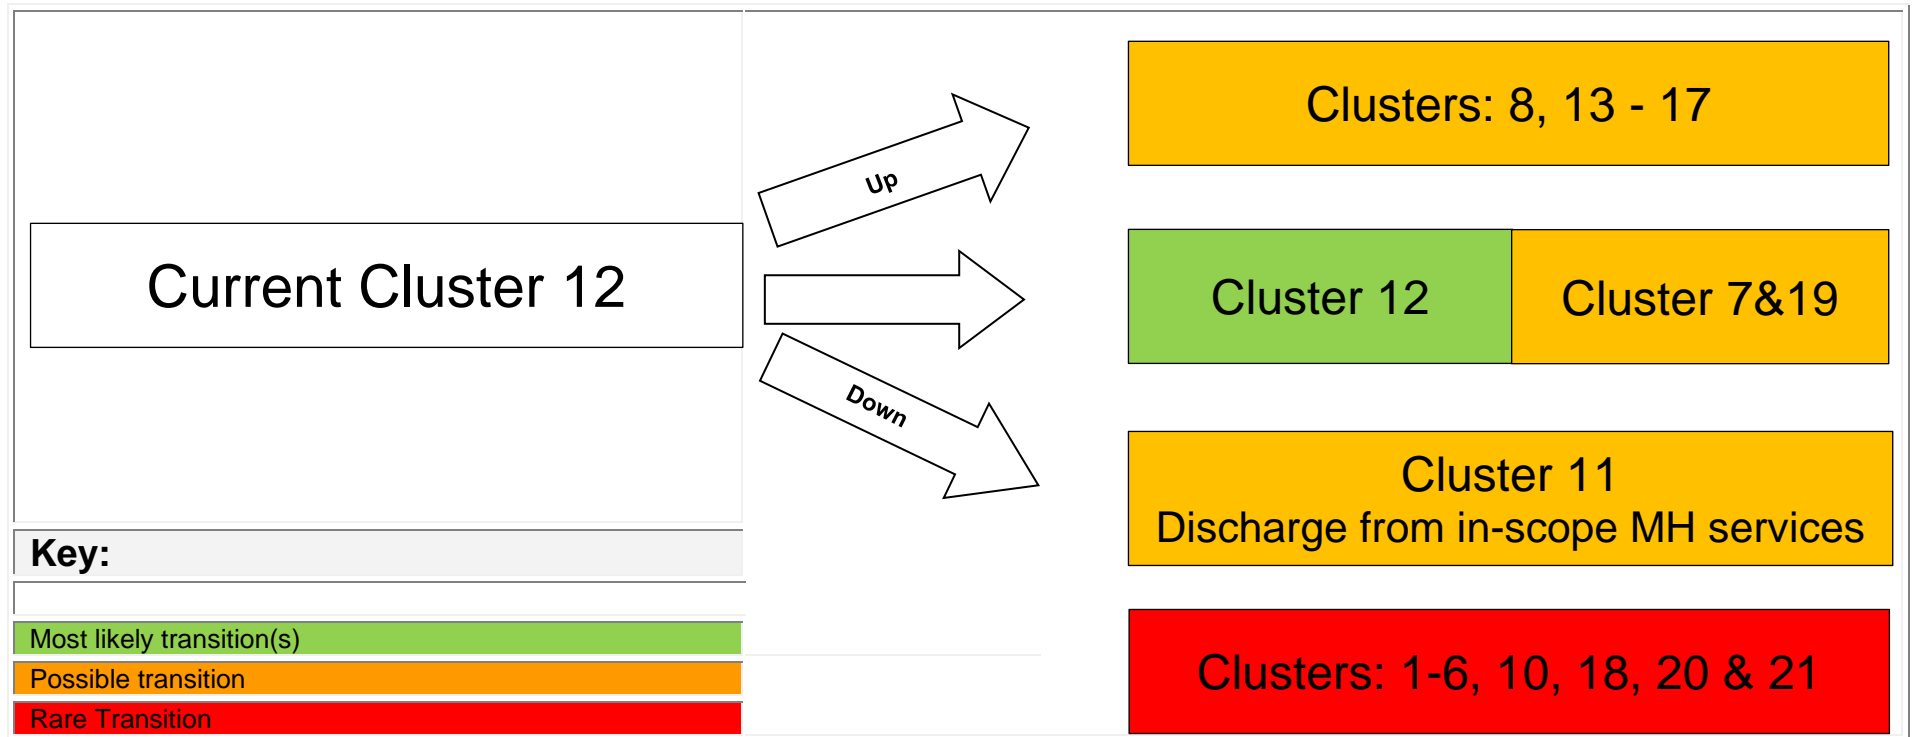 Current Cluster 12
Up
Down
Clusters: 8, 13 - 17
Cluster 12
Cluster 7&19
Cluster 11
Discharge from in-scope MH services
Clusters: 1-6, 10, 18, 20 & 21
Key:
Most likely transition(s)
Possible transition
Rare Transition